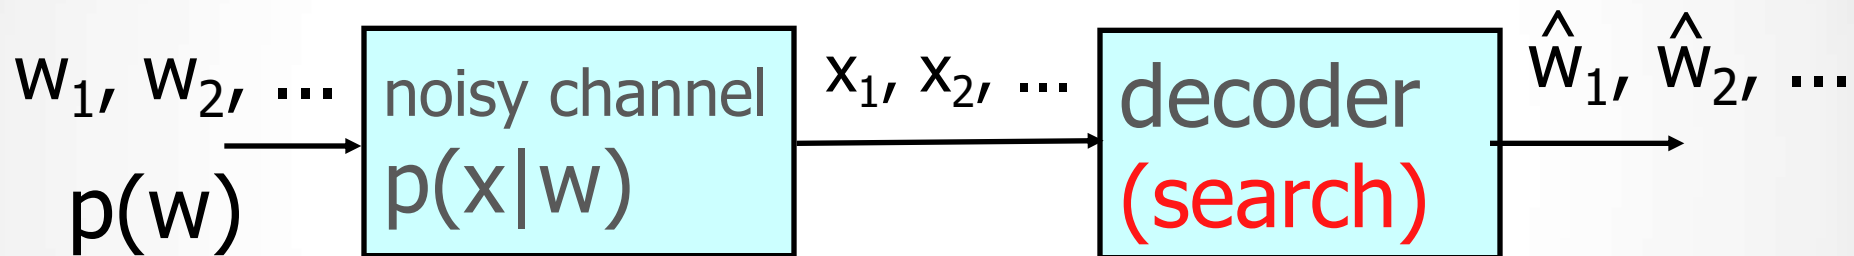 w₁, w₂, ...
p(w)
noisy channel
p(x|w)
x₁, x₂, ...
decoder
(search)
ŵ₁, ŵ₂, ...